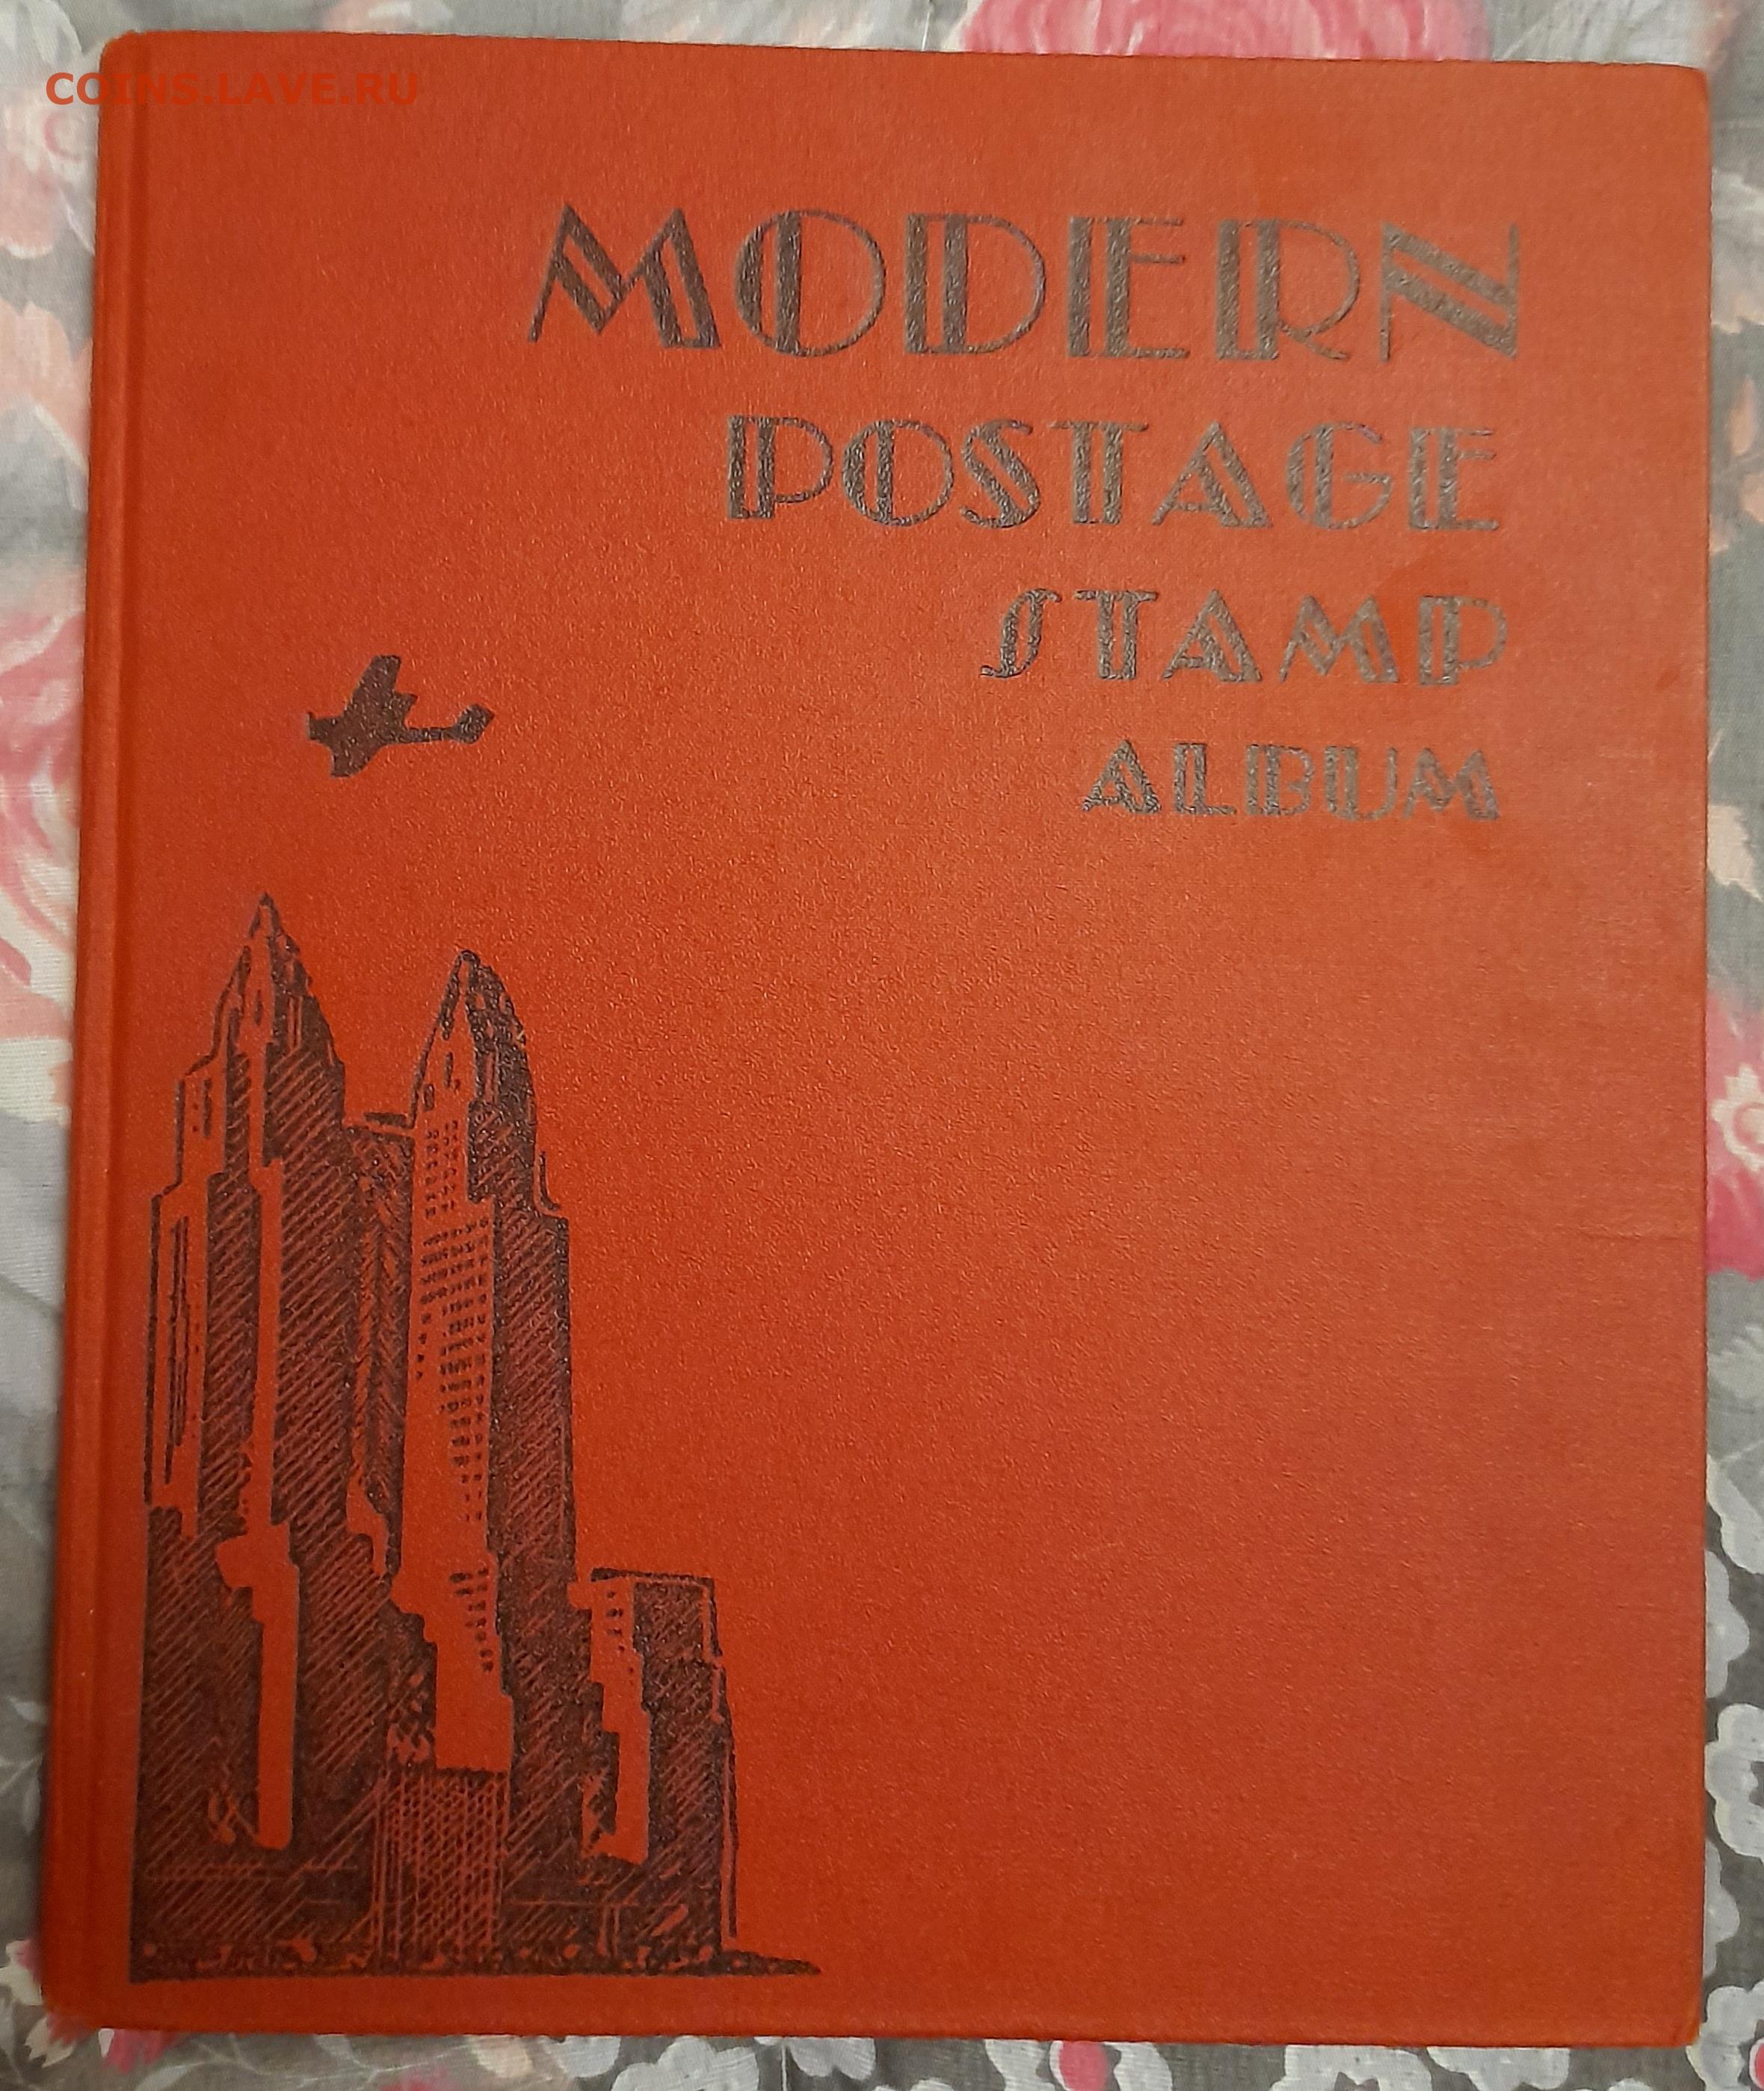 COINS.LAVE.RU
MODERN
POSTAGE
STAMP
ALBUM